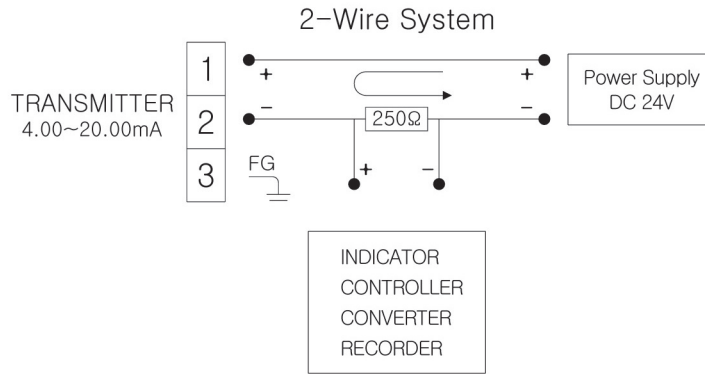 2-Wire System
1
+
+
Power Supply
DC 24V
TRANSMITTER
4.00~20.00mA
2
−
−
250Ω
3
FG
+
−
INDICATOR
CONTROLLER
CONVERTER
RECORDER